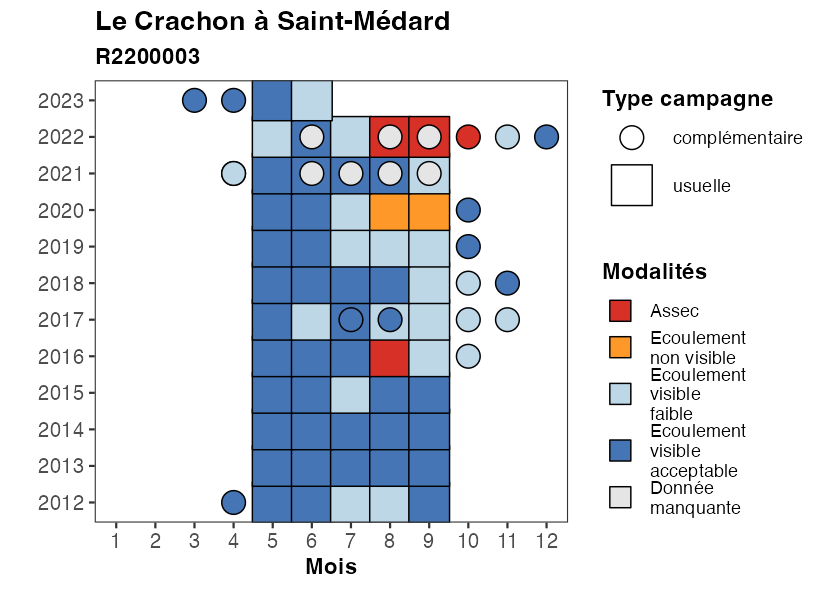 Le Crachon à Saint-Médard
R2200003
2023
2022
2021
2020
2019
2018
2017
2016
2015
2014
2013
2012
1 2 3 4 5 6 7 8 9 10 11 12
Mois
Type campagne
complémentaire
usuelle
Modalités
Assec
Ecoulement
non visible
Ecoulement
visible
faible
Ecoulement
visible
acceptable
Donnée
manquante